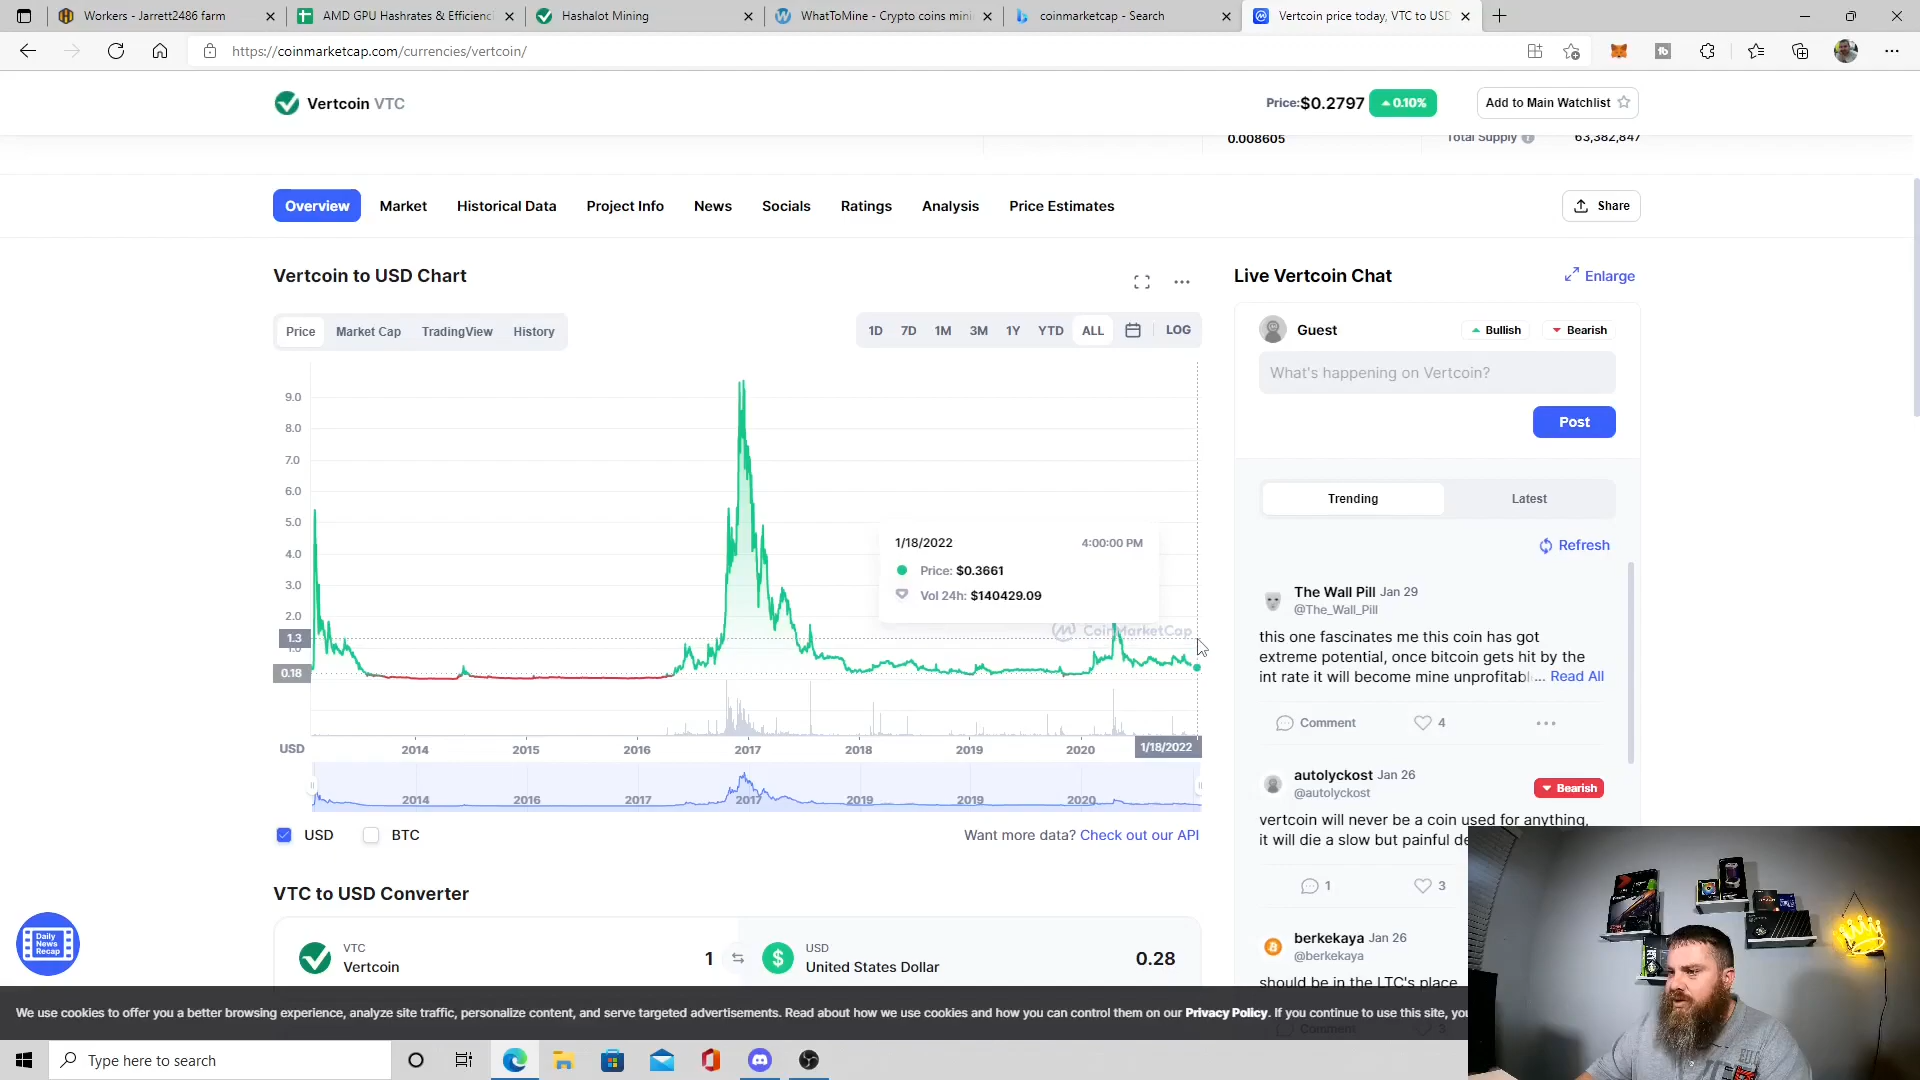 Workers - Jarrett2486 farm
AMD GPU Hashrates & Efficienc
Hashalot Mining
WhatToMine - Crypto coins mini
coinmarketcap - Search
Vertcoin price today, VTC to USD
https://coinmarketcap.com/currencies/vertcoin/
Vertcoin VTC
Price:$0.2797
0.10%
Add to Main Watchlist
0.008605
Total Supply
63,382,847
Overview
Market
Historical Data
Project Info
News
Socials
Ratings
Analysis
Price Estimates
Share
Vertcoin to USD Chart
Price
Market Cap
TradingView
History
1D
7D
1M
3M
1Y
YTD
ALL
LOG
9.0
8.0
7.0
6.0
5.0
4.0
3.0
2.0
1.3
1.0
0.18
1/18/2022
4:00:00 PM
Price: $0.3661
Vol 24h: $140429.09
CoinMarketCap
USD
2014
2015
2016
2017
2018
2019
2020
1/18/2022
2014
2016
2017
2017
2019
2019
2020
USD
BTC
Want more data? Check out our API
VTC to USD Converter
VTC
Vertcoin
1
$
USD
United States Dollar
0.28
Live Vertcoin Chat
Enlarge
Guest
Bullish
Bearish
What's happening on Vertcoin?
Post
Trending
Latest
Refresh
The Wall Pill Jan 29
@The_Wall_Pill
this one fascinates me this coin has got
extreme potential, once bitcoin gets hit by the
int rate it will become mine unprofitabl... Read All
Comment
4
autolyckost Jan 26
@autolyckost
Bearish
vertcoin will never be a coin used for anything,
it will die a slow but painful de
1
3
berkekaya Jan 26
@berkekaya
should be in the LTC's place
Comment
3
Daily
News
Recap
We use cookies to offer you a better browsing experience, analyze site traffic, personalize content, and serve targeted advertisements. Read about how we use cookies and how you can control them on our Privacy Policy. If you continue to use this site, you
Type here to search